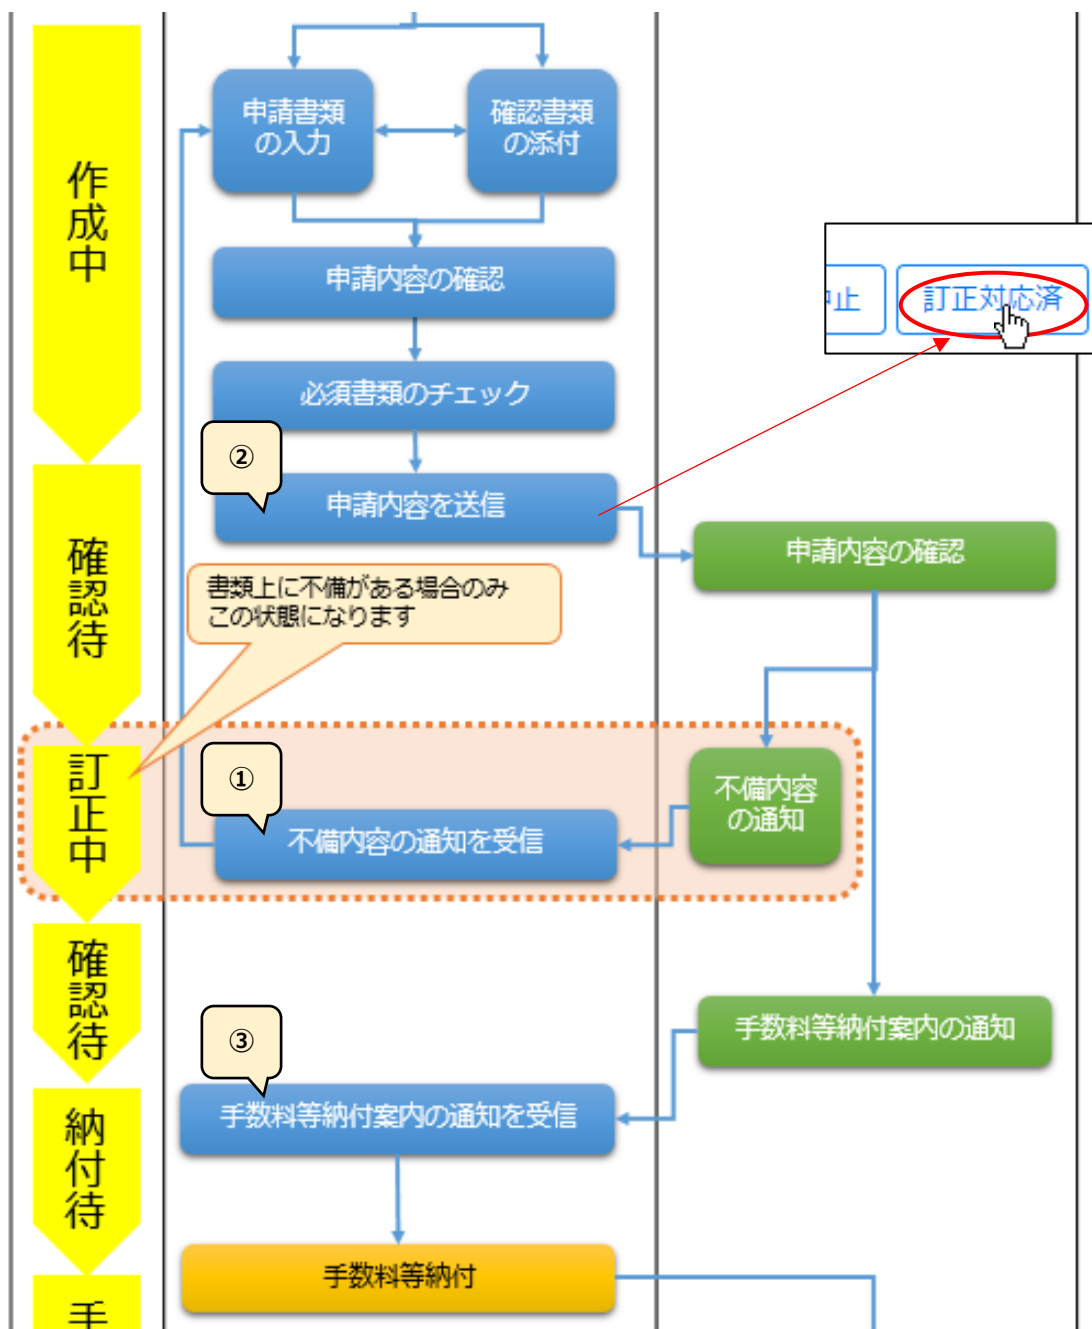 作成中
申請書類
の入力
確認書類
の添付
申請内容の確認
中止
訂正対応済
必須書類のチェック
②
申請内容を送信
確認待
申請内容の確認
書類上に不備がある場合のみ
この状態になります
訂正中
①
不備内容の通知を受信
不備内容
の通知
確認待
③
手数料等納付案内の通知
手数料等納付案内の通知を受信
納付待
手数料等納付
手